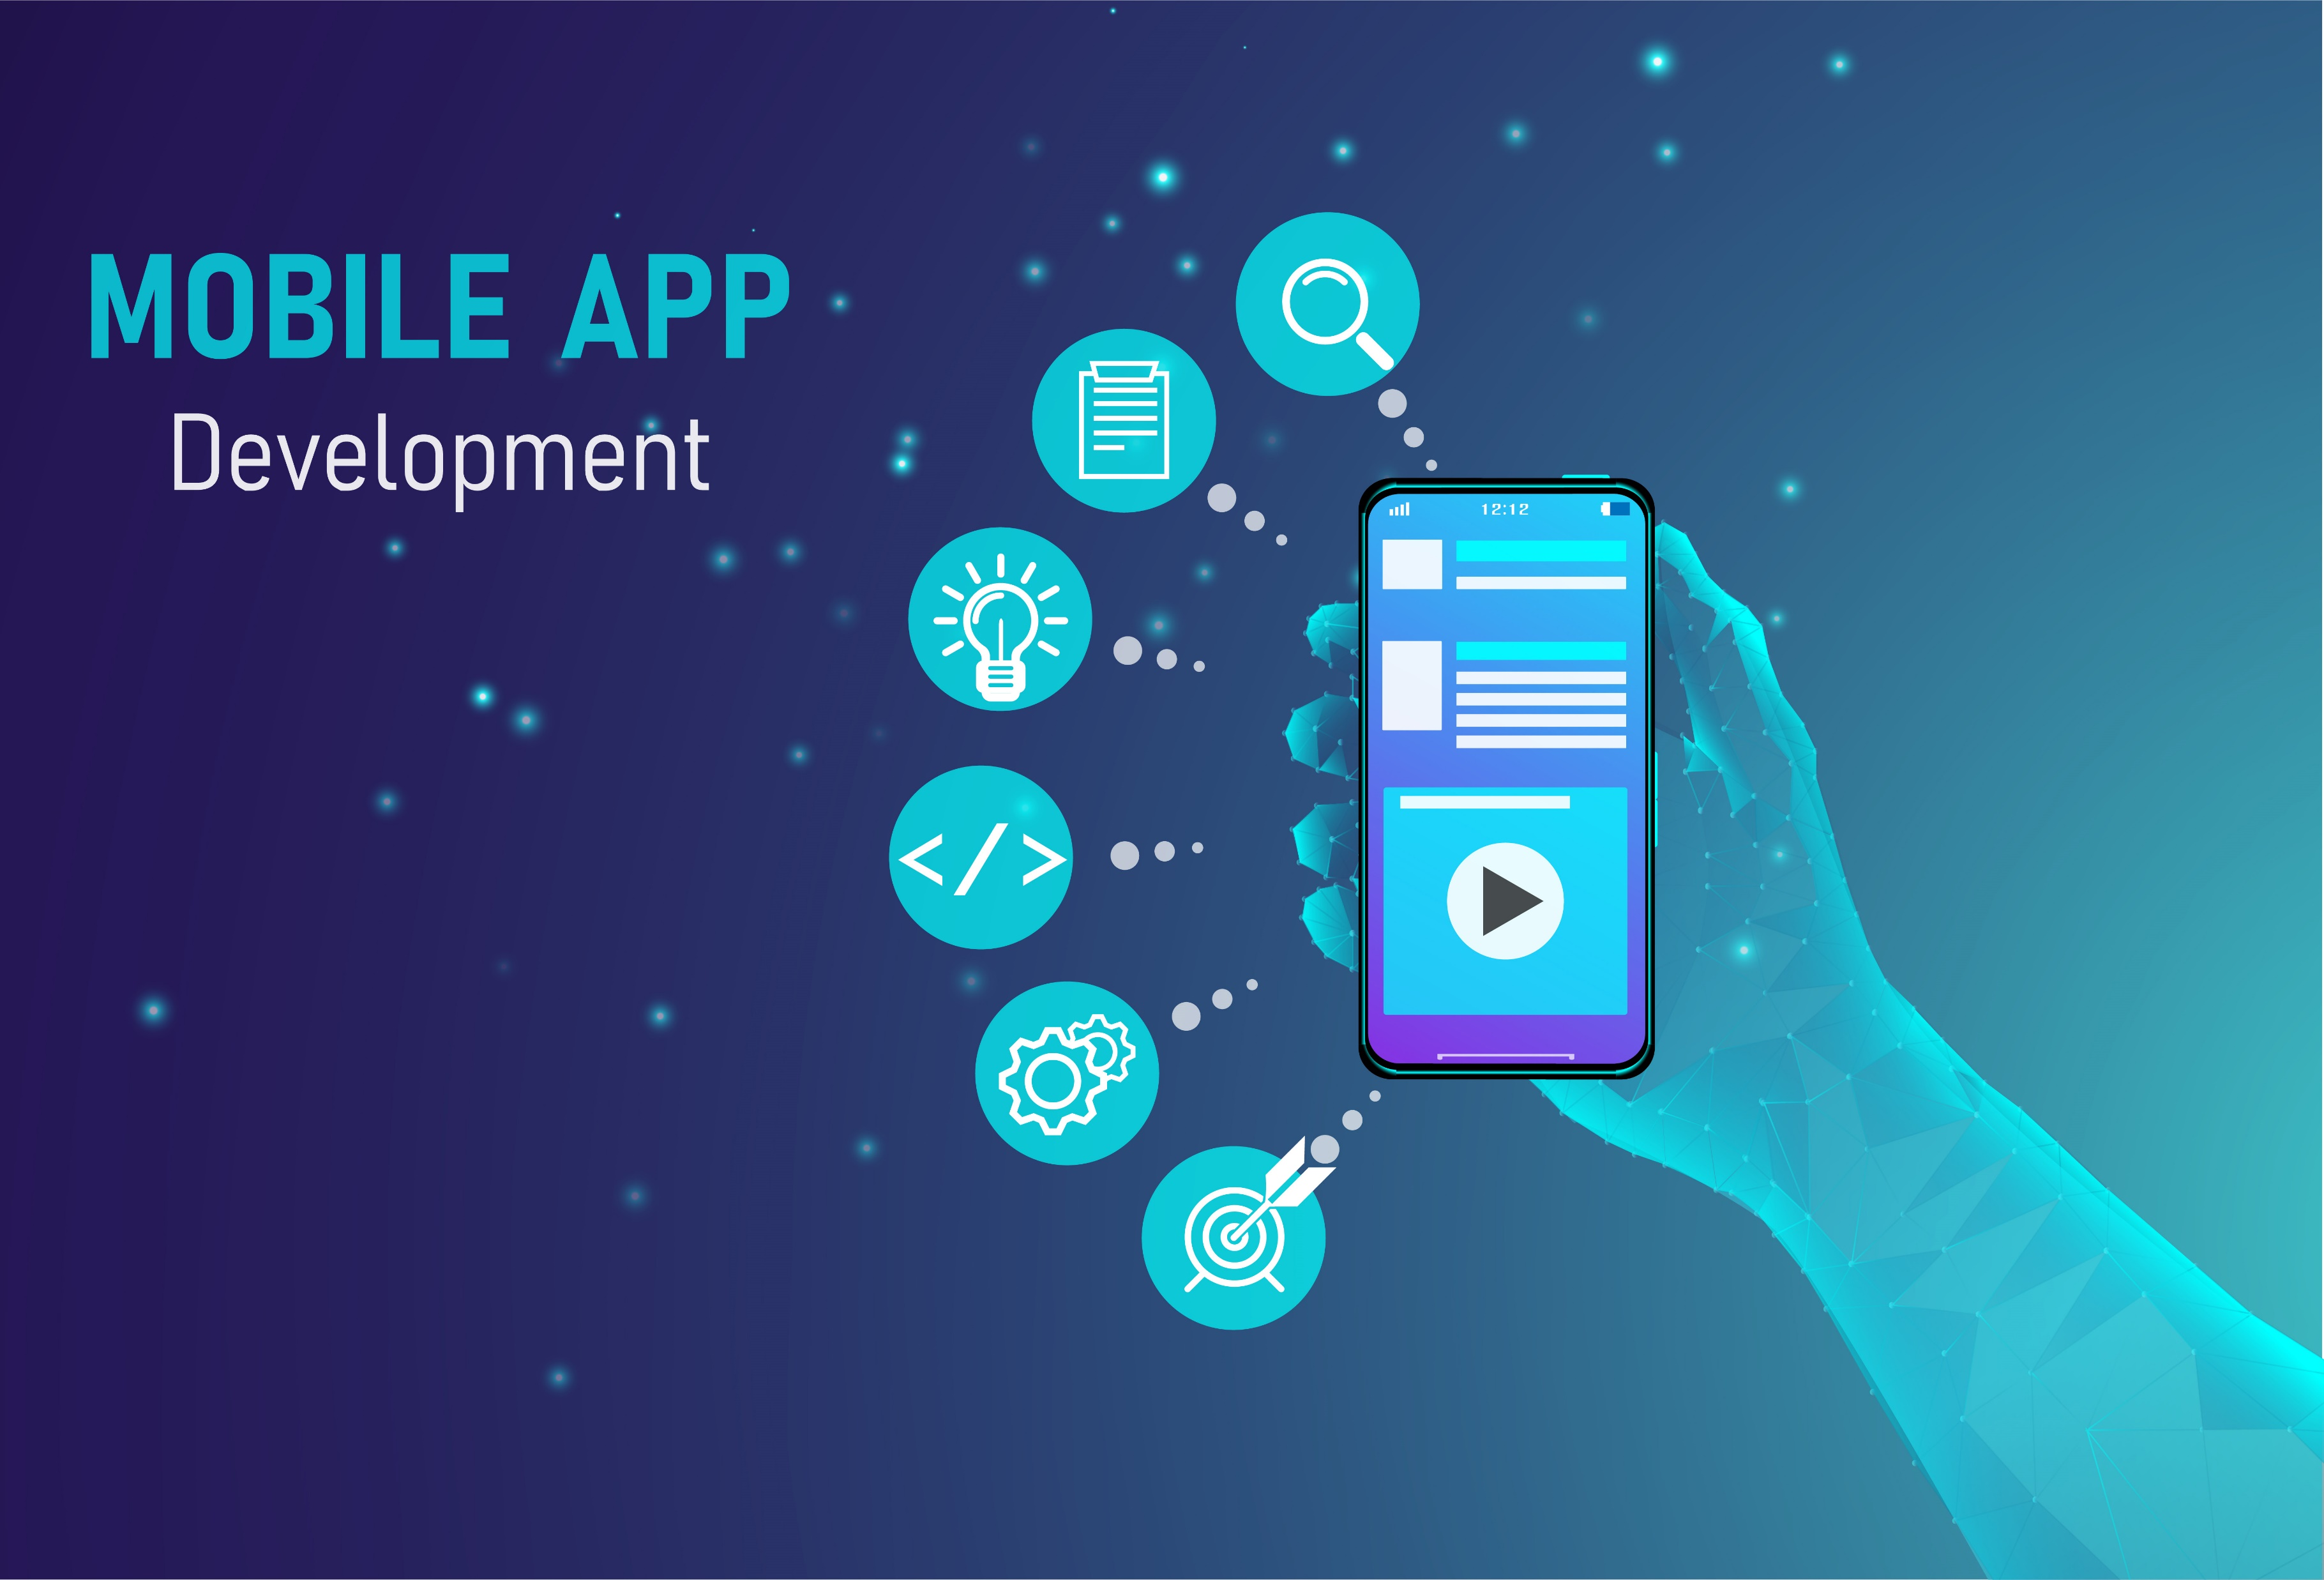 MOBILE APP
Development
12:12
</>